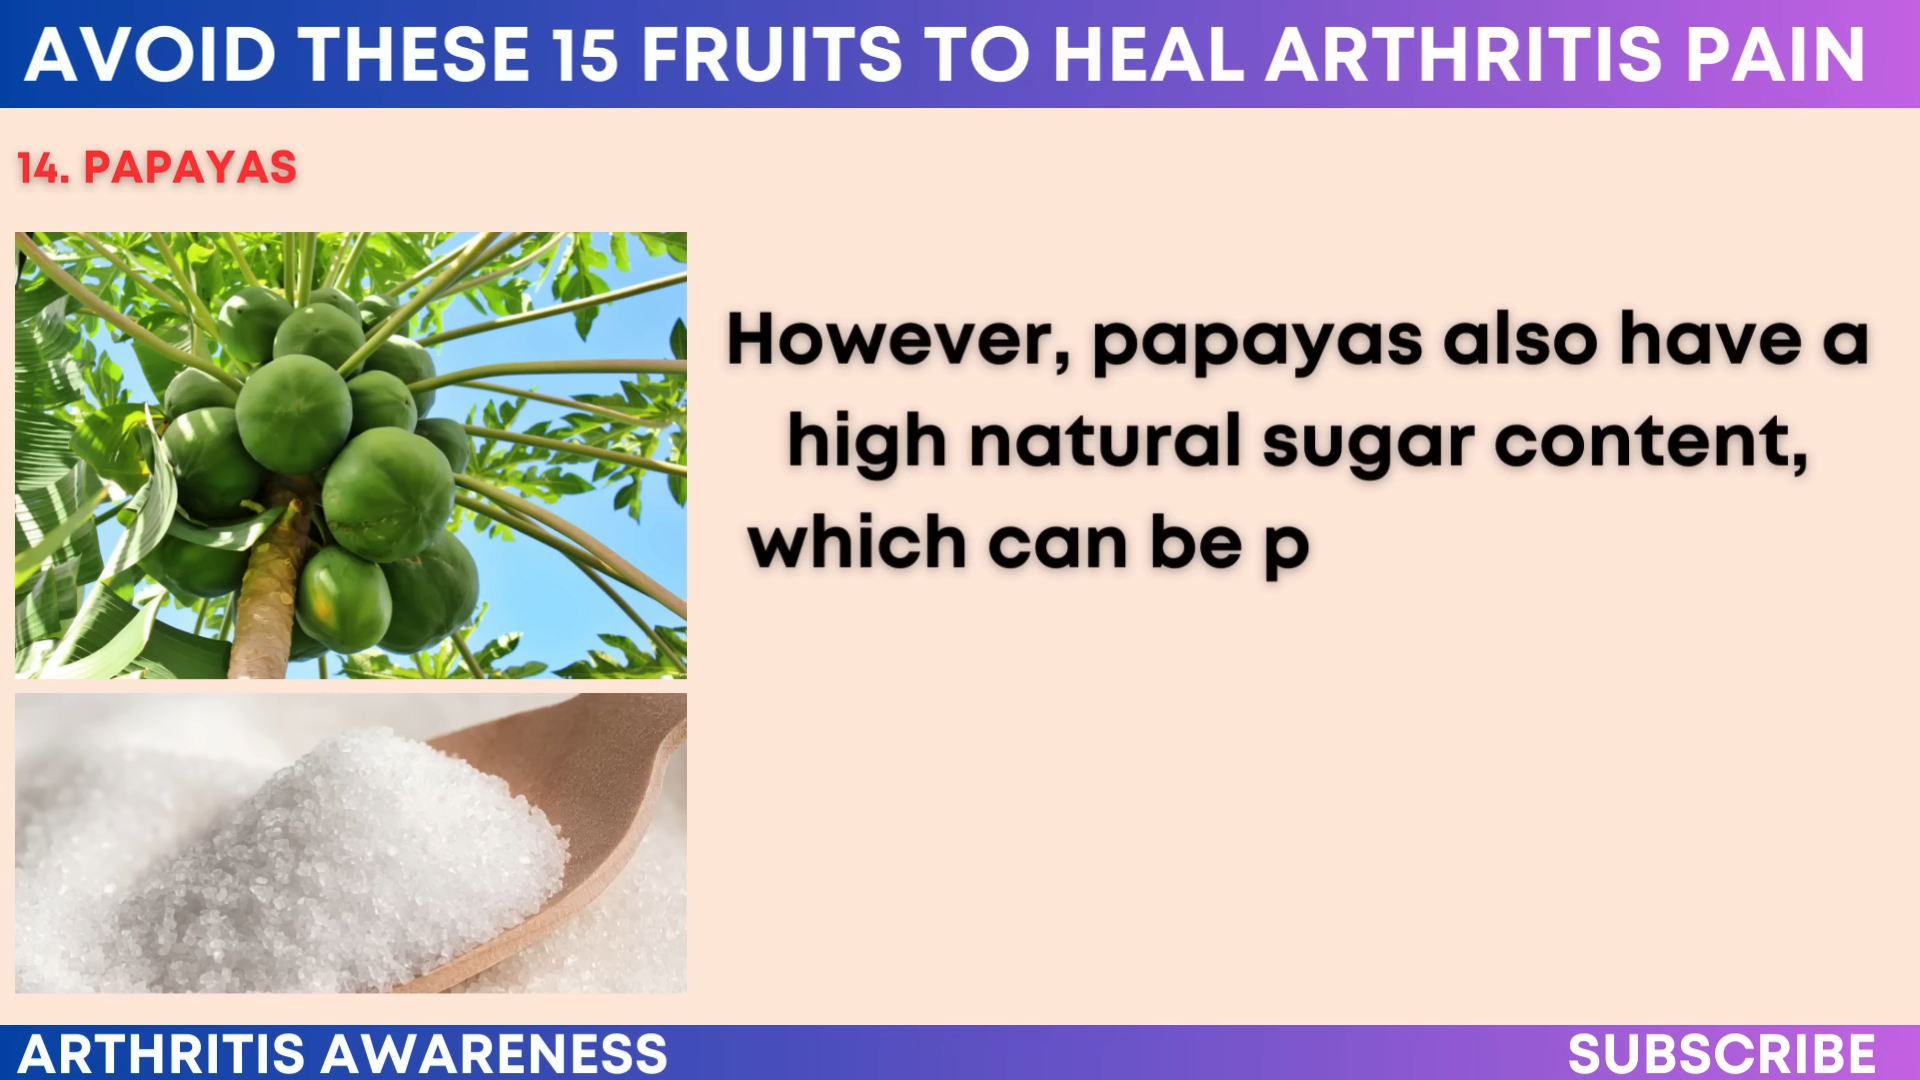 AVOID THESE 15 FRUITS TO HEAL ARTHRITIS PAIN
14. PAPAYAS
However, papayas also have a
high natural sugar content,
which can be p
ARTHRITIS AWARENESS
SUBSCRIBE